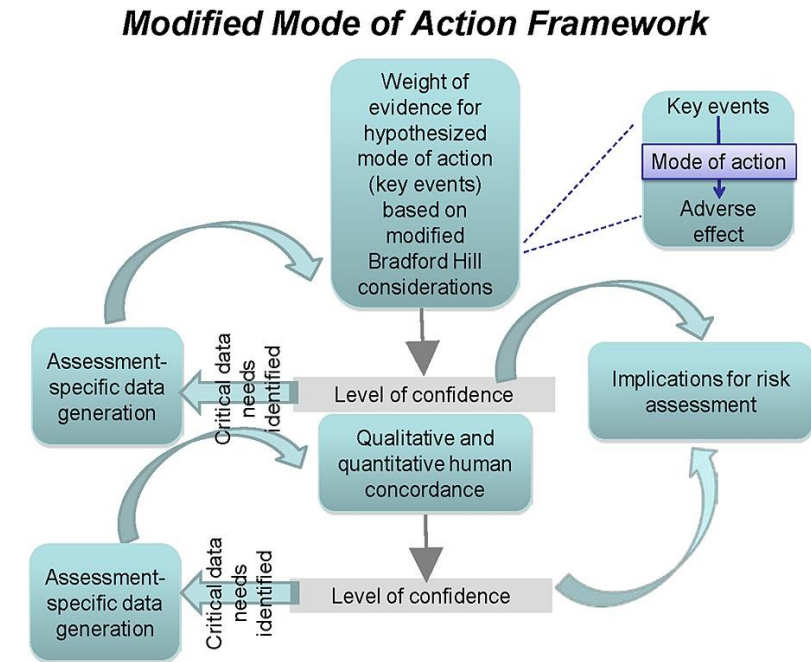 Modified Mode of Action Framework
Weight of
evidence for
hypothesized
mode of action
(key events)
based on
modified
Bradford Hill
considerations
Key events
Mode of action
Adverse
effect
Assessment-
specific data
generation
Critical data
needs
identified
Level of confidence
Implications for risk
assessment
Qualitative and
quantitative human
concordance
Assessment-
specific data
generation
Critical data
needs
identified
Level of confidence